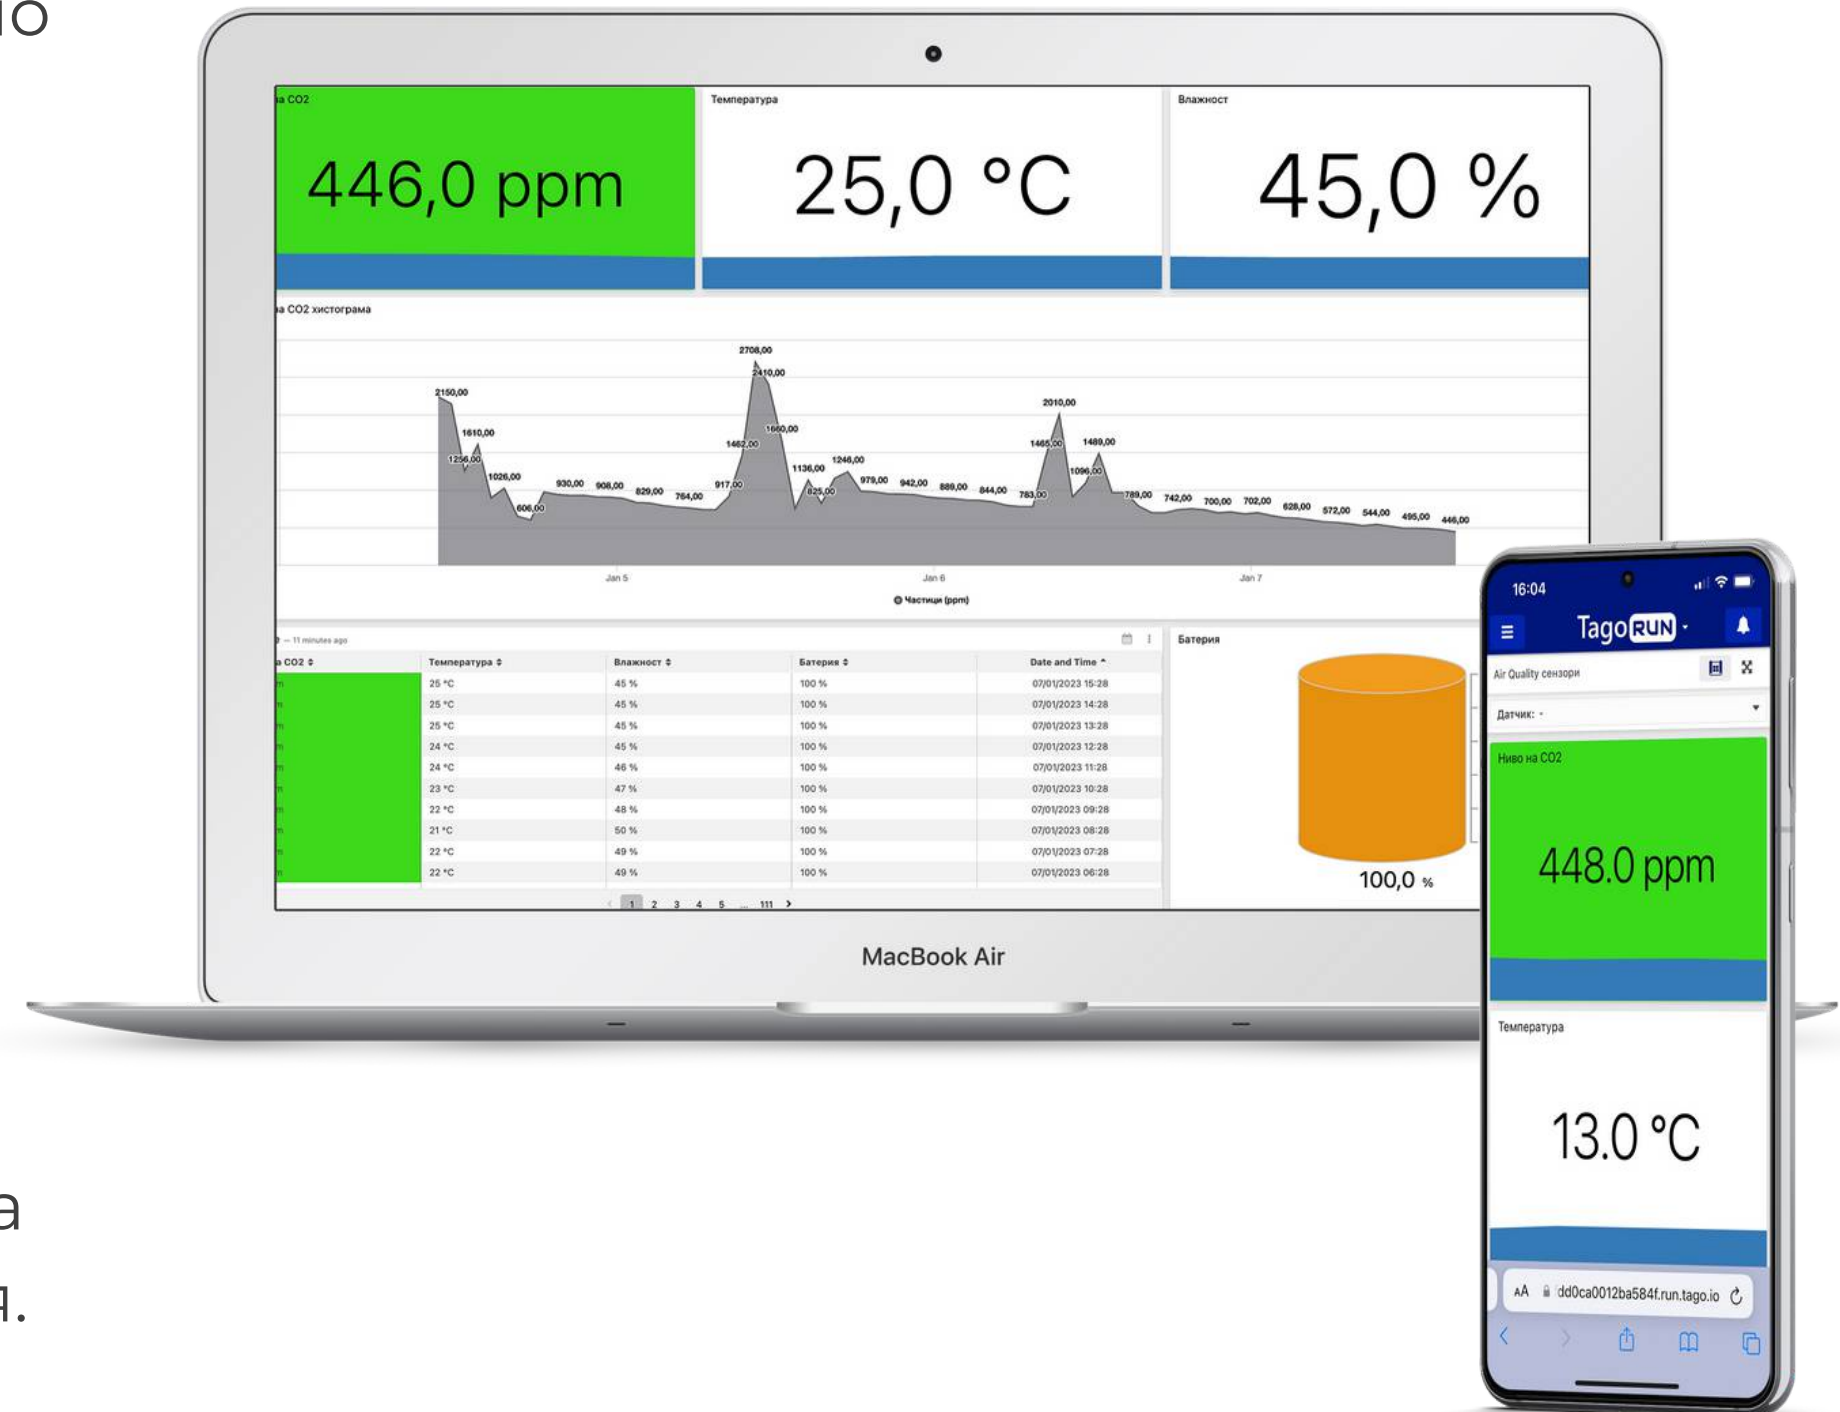 ю
на CO2
Температура
Влажност
446,0 ppm
25,0 °C
45,0 %
на CO2 хистограма
2150,00
1256,00
1610,00
1026,00
606,00
930,00
908,00
829,00
764,00
917,00
1462,00
2708,00
2410,00
1660,00
1136,00
825,00
1246,00
979,00
942,00
889,00
844,00
783,00
1465,00
2010,00
1096,00
1489,00
789,00
742,00
700,00
702,00
628,00
572,00
544,00
495,00
446,00
Jan 5 Jan 6 Jan 7
Частици (ppm)
– 11 minutes ago
CO2 Температура Влажност Батерия Date and Time
25 °C 45 % 100 % 07/01/2023 15:28
25 °C 45 % 100 % 07/01/2023 14:28
25 °C 45 % 100 % 07/01/2023 13:28
24 °C 45 % 100 % 07/01/2023 12:28
24 °C 46 % 100 % 07/01/2023 11:28
23 °C 47 % 100 % 07/01/2023 10:28
22 °C 48 % 100 % 07/01/2023 09:28
21 °C 50 % 100 % 07/01/2023 08:28
22 °C 49 % 100 % 07/01/2023 07:28
22 °C 49 % 100 % 07/01/2023 06:28
1 2 3 4 5 ... 111
Батерия
100,0 %
MacBook Air
16:04
TagoRUN
Air Quality сензори
Датчик: -
Ниво на CO2
448.0 ppm
Температура
13.0 °C
AA dd0ca0012ba584f.run.tago.io
а